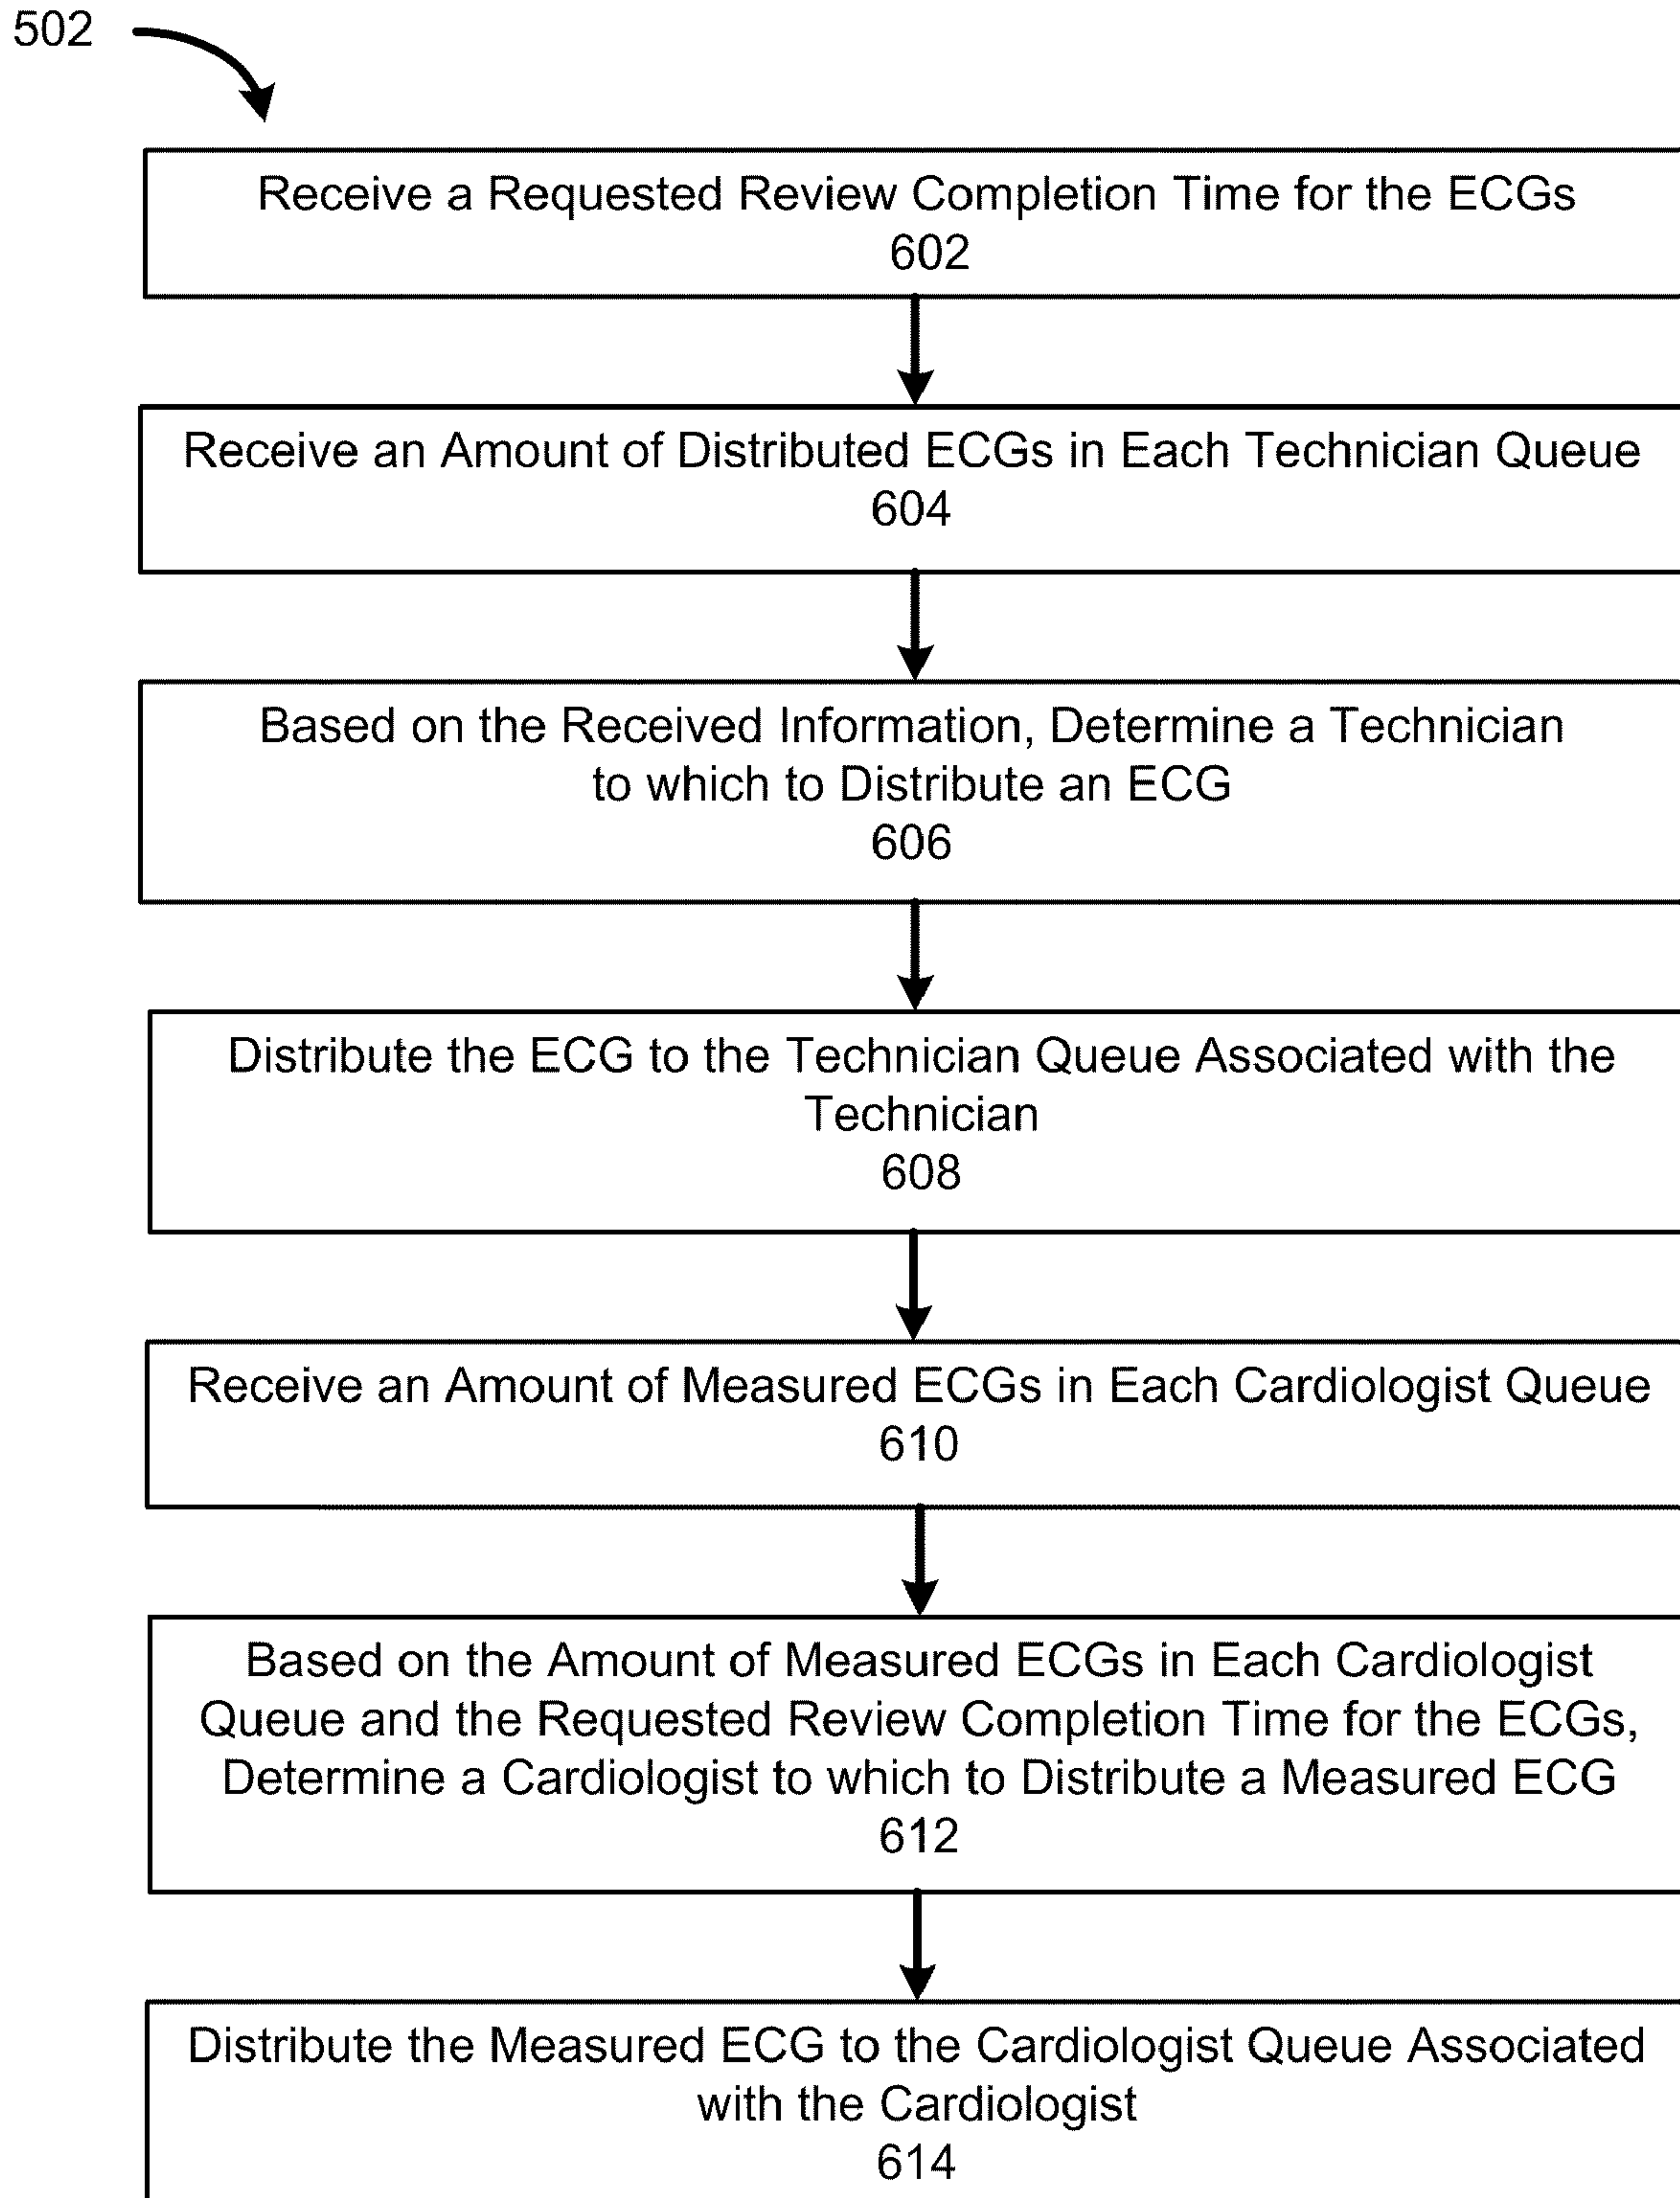 502
Receive a Requested Review Completion Time for the ECGs
602
Receive an Amount of Distributed ECGs in Each Technician Queue
604
Based on the Received Information, Determine a Technician
to which to Distribute an ECG
606
Distribute the ECG to the Technician Queue Associated with the
Technician
608
Receive an Amount of Measured ECGs in Each Cardiologist Queue
610
Based on the Amount of Measured ECGs in Each Cardiologist
Queue and the Requested Review Completion Time for the ECGs,
Determine a Cardiologist to which to Distribute a Measured ECG
612
Distribute the Measured ECG to the Cardiologist Queue Associated
with the Cardiologist
614